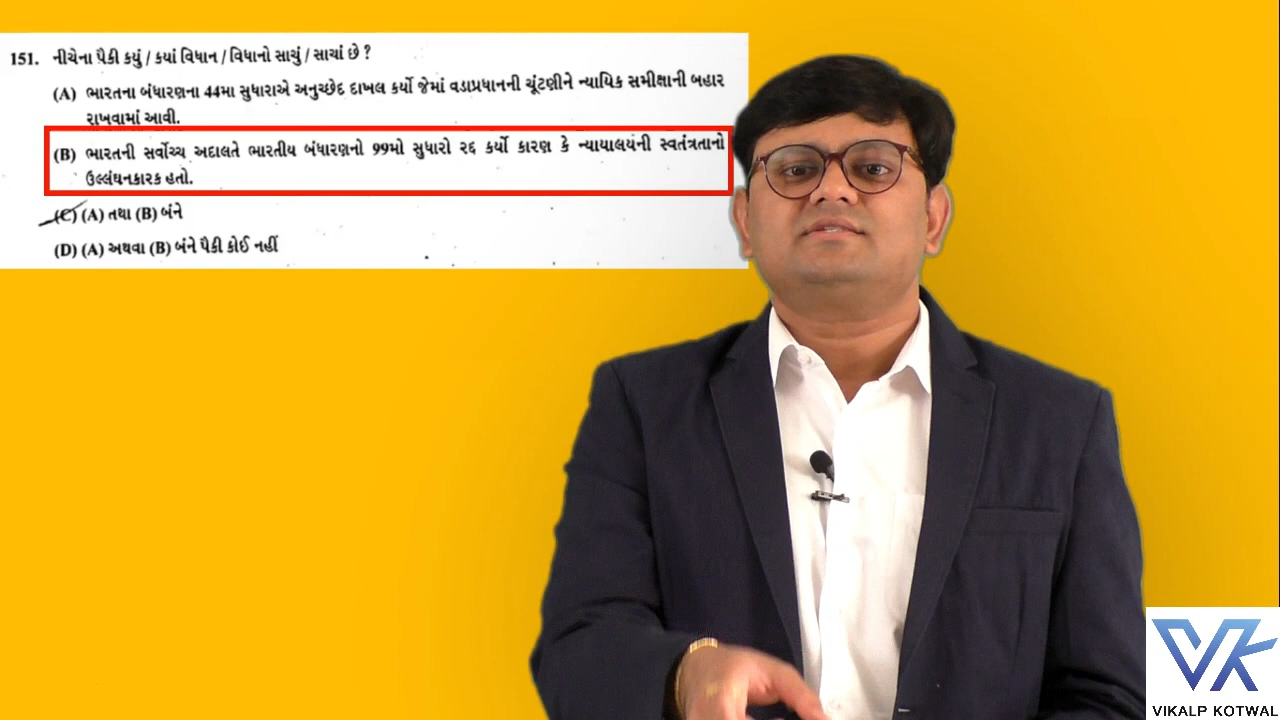 151. નીચેના પૈકી કયું / કયાં વિધાન / વિધાનો સાચું / સાચાં છે ?
(A) ભારતના બંધારણના 44મા સુધારાએ અનુચ્છેદ દાખલ કર્યો જેમાં વડાપ્રધાનની ચૂંટણીને ન્યાયિક સમીક્ષાની બહાર
રાખવામાં આવી.
(B) ભારતની સર્વોચ્ચ અદાલતે ભારતીય બંધારણનો 99મો સુધારો રદ્દ કર્યો કારણ કે ન્યાયાલયની સ્વતંત્રતાનો
ઉલ્લંઘનકારક હતો.
(C) (A) તથા (B) બંને
(D) (A) અથવા (B) બંને પૈકી કોઈ નહીં
VK
VIKALP KOTWAL